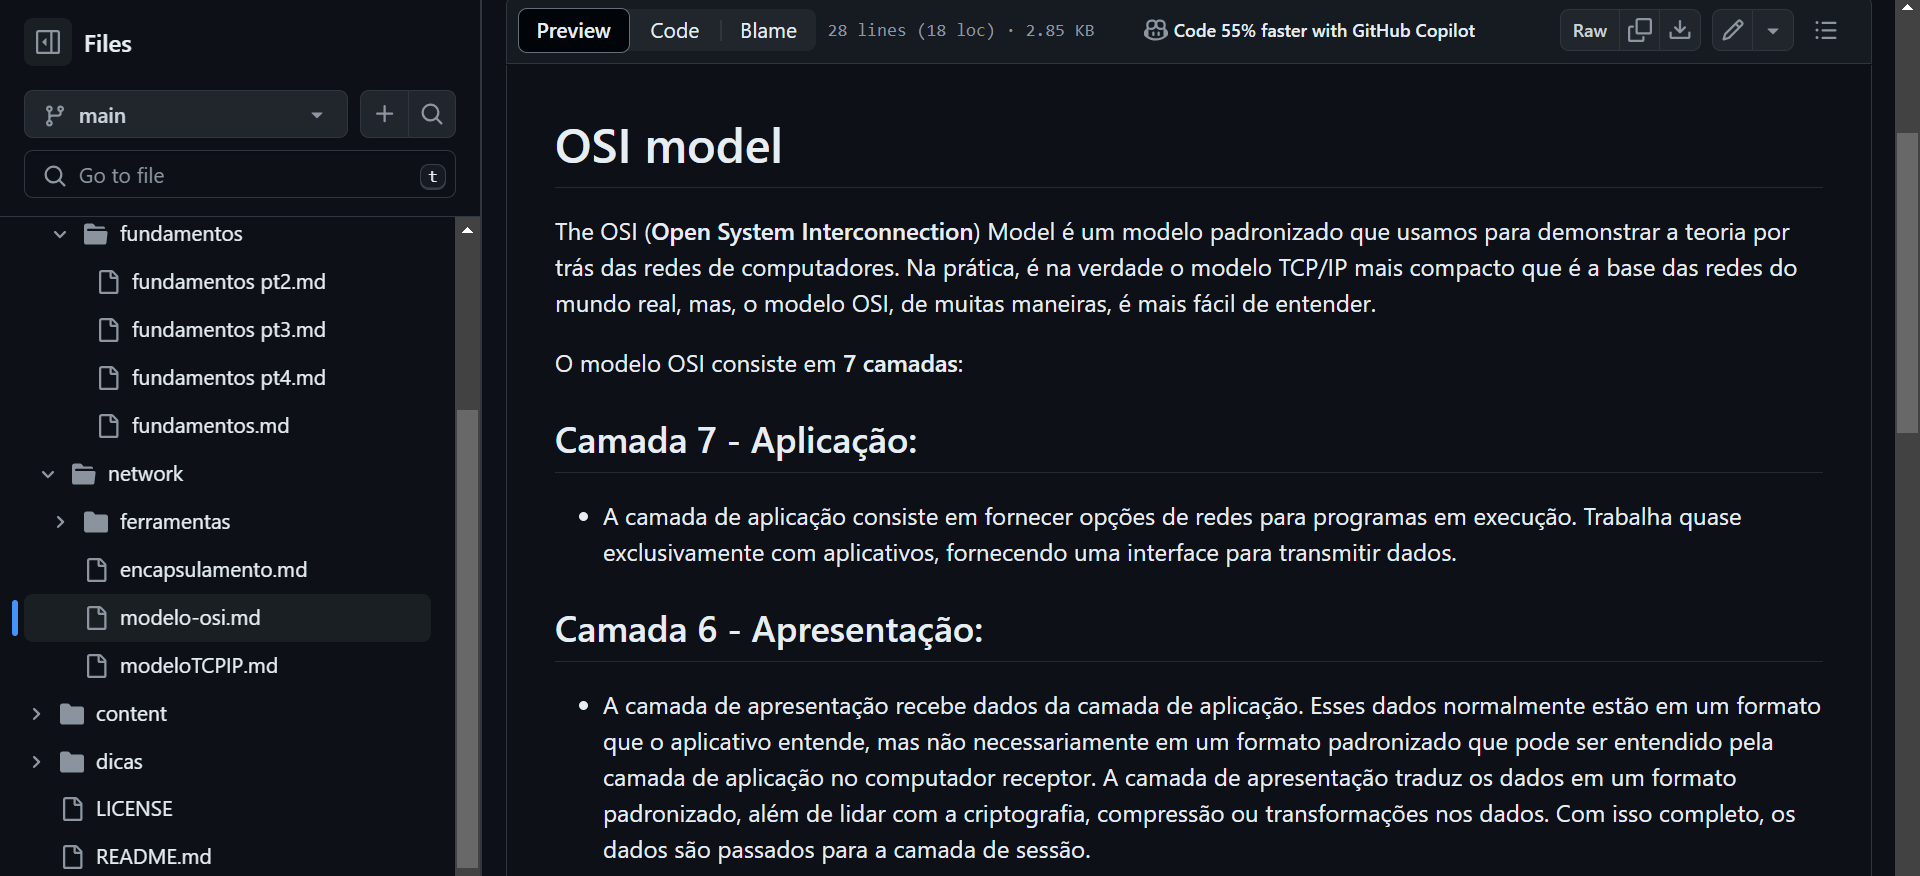 Files
main
Go to file
t
fundamentos
fundamentos pt2.md
fundamentos pt3.md
fundamentos pt4.md
fundamentos.md
network
ferramentas
encapsulamento.md
modelo-osi.md
modeloTCPIP.md
content
dicas
LICENSE
README.md
Preview Code Blame 28 lines (18 loc) · 2.85 KB Code 55% faster with GitHub Copilot Raw
OSI model
The OSI (Open System Interconnection) Model é um modelo padronizado que usamos para demonstrar a teoria por
trás das redes de computadores. Na prática, é na verdade o modelo TCP/IP mais compacto que é a base das redes do
mundo real, mas, o modelo OSI, de muitas maneiras, é mais fácil de entender.
O modelo OSI consiste em 7 camadas:
Camada 7 - Aplicação:
• A camada de aplicação consiste em fornecer opções de redes para programas em execução. Trabalha quase
exclusivamente com aplicativos, fornecendo uma interface para transmitir dados.
Camada 6 - Apresentação:
• A camada de apresentação recebe dados da camada de aplicação. Esses dados normalmente estão em um formato
que o aplicativo entende, mas não necessariamente em um formato padronizado que pode ser entendido pela
camada de aplicação no computador receptor. A camada de apresentação traduz os dados em um formato
padronizado, além de lidar com a criptografia, compressão ou transformações nos dados. Com isso completo, os
dados são passados para a camada de sessão.